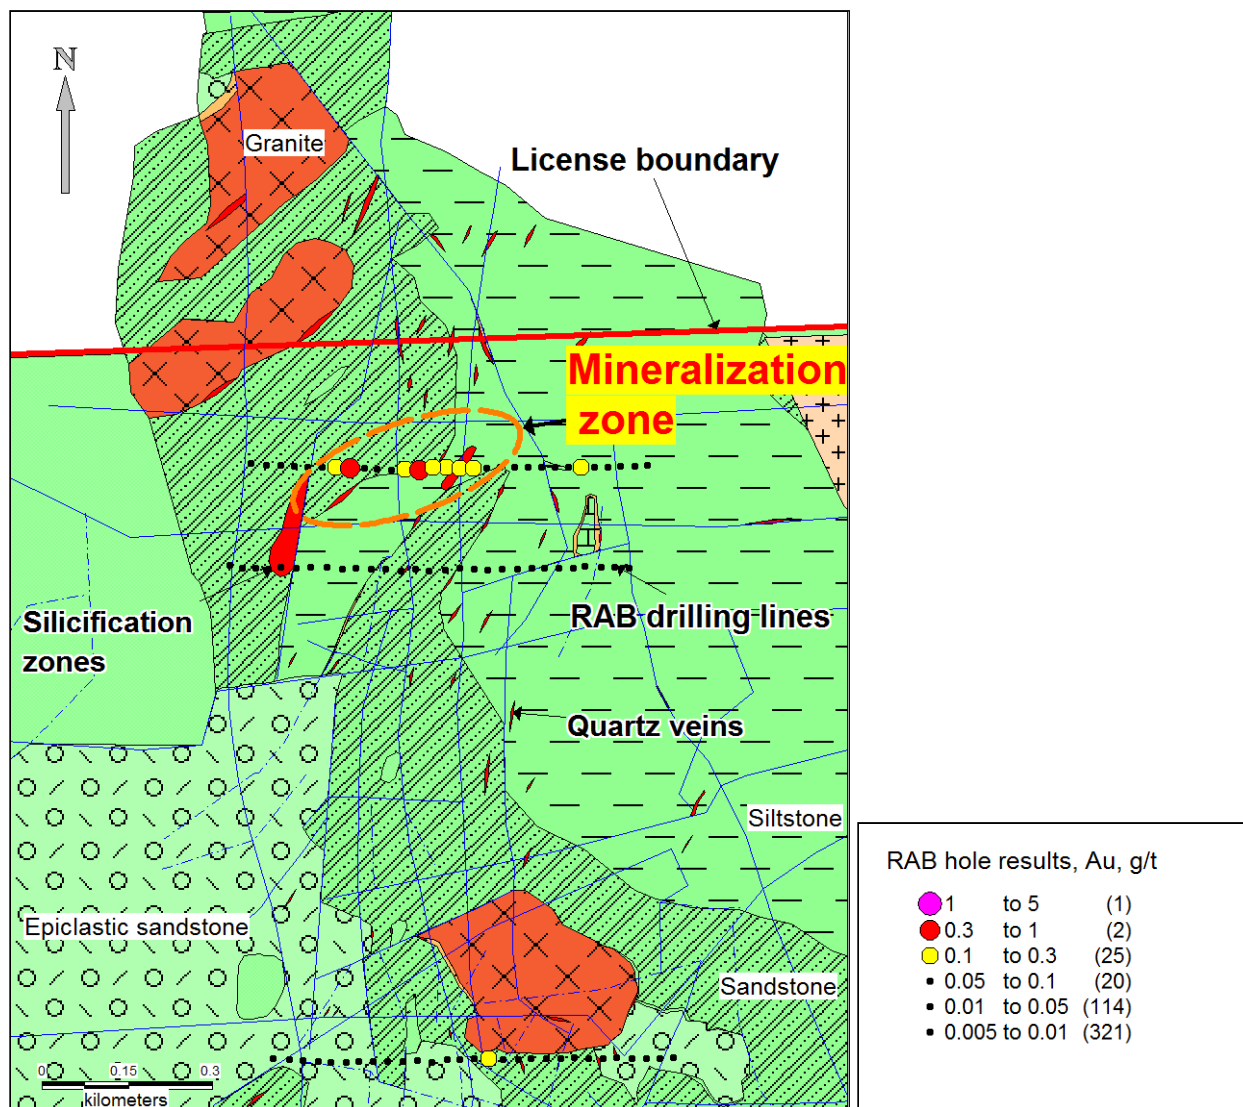 N
Granite
License boundary
Mineralization
zone
Silicification
zones
RAB drilling lines
Quartz veins
Siltstone
Epiclastic sandstone
Sandstone
0 0.15 0.3
kilometers
RAB hole results, Au, g/t
1 to 5 (1)
0.3 to 1 (2)
0.1 to 0.3 (25)
0.05 to 0.1 (20)
0.01 to 0.05 (114)
0.005 to 0.01 (321)